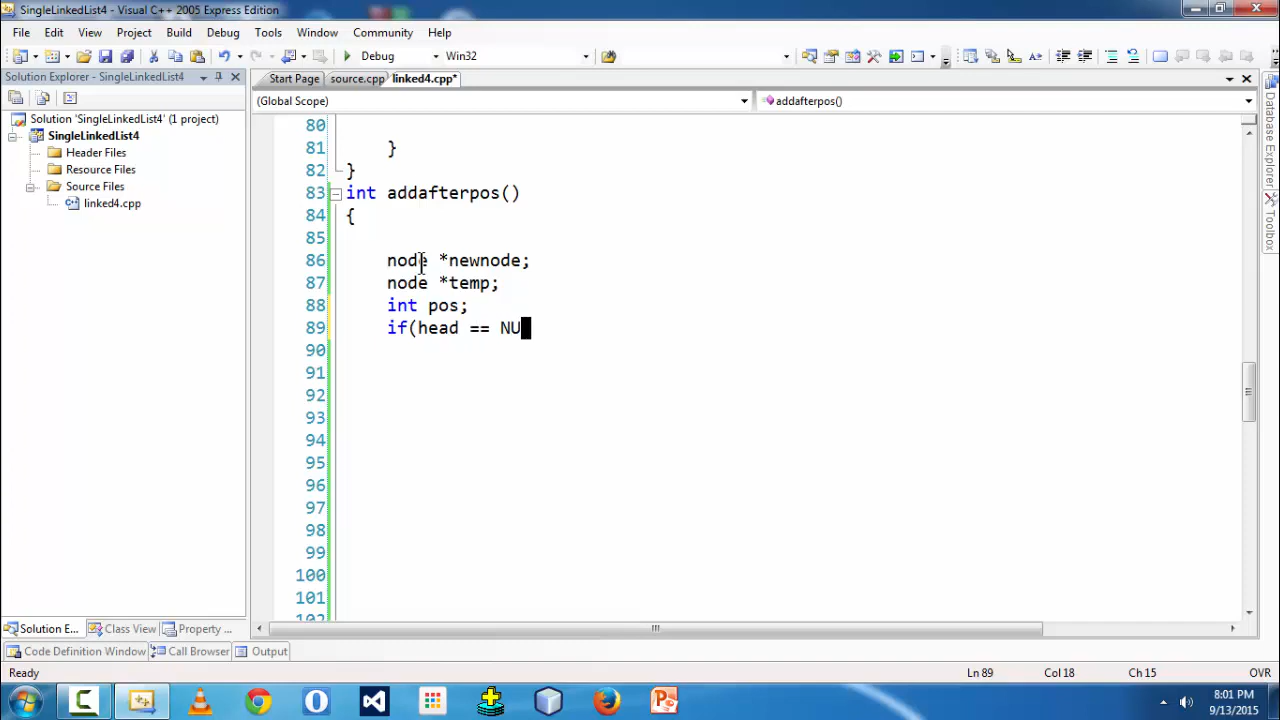 SingleLinkedList4 - Visual C++ 2005 Express Edition
File Edit View Project Build Debug Tools Window Community Help
Debug Win32
Solution Explorer - SingleLinkedList4
Start Page source.cpp linked4.cpp*
(Global Scope) addafterpos()
Solution 'SingleLinkedList4' (1 project)
SingleLinkedList4
Header Files
Resource Files
Source Files
linked4.cpp
80
81 }
82 }
83 int addafterpos()
84 {
85
86 node *newnode;
87 node *temp;
88 int pos;
89 if(head == NU
90
91
92
93
94
95
96
97
98
99
100
101
102
Database Explorer
Toolbox
Solution E... Class View Property ...
Code Definition Window Call Browser Output
Ready Ln 89 Col 18 Ch 15 OVR
8:01 PM
9/13/2015